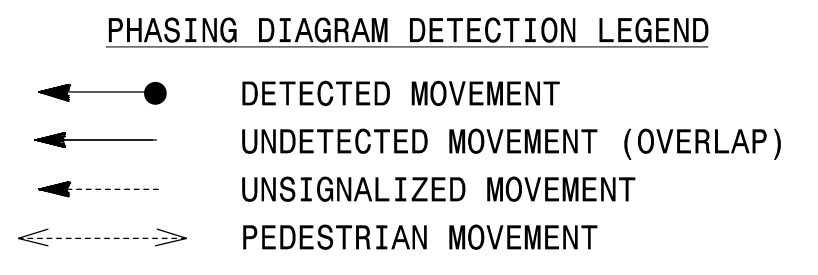 PHASING DIAGRAM DETECTION LEGEND
DETECTED MOVEMENT
UNDETECTED MOVEMENT (OVERLAP)
UNSIGNALIZED MOVEMENT
PEDESTRIAN MOVEMENT